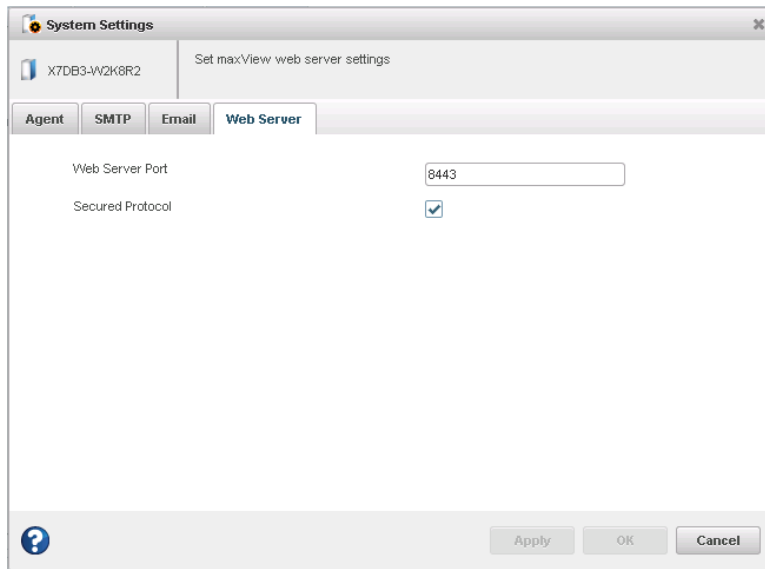 System Settings
X7DB3-W2K8R2
Set maxView web server settings
Agent SMTP Email Web Server
Web Server Port 8443
Secured Protocol
Apply OK Cancel